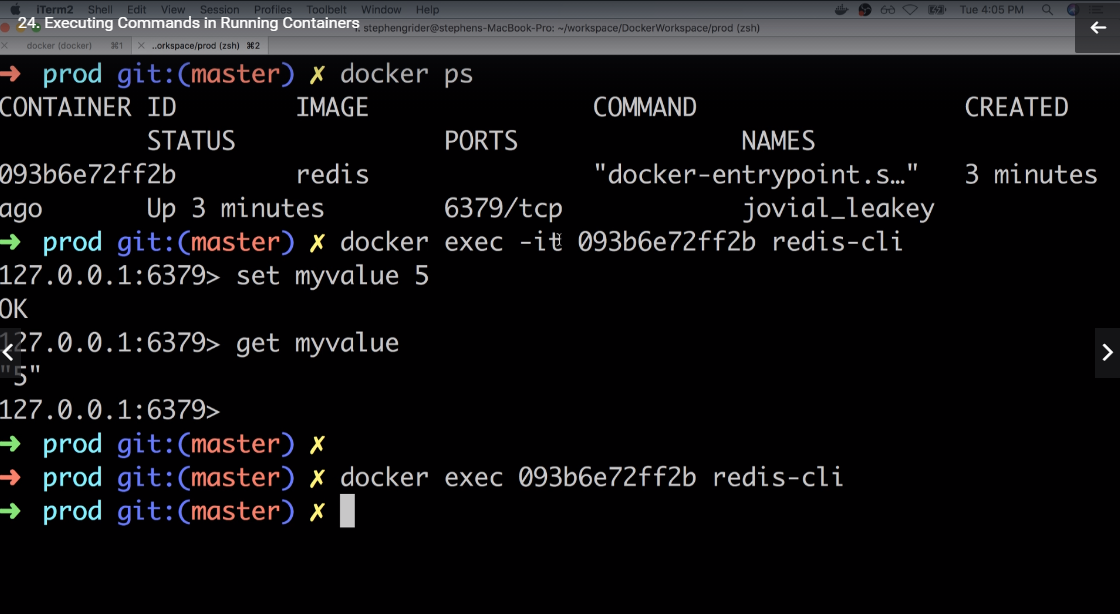 iTerm2 Shell Edit View Session Profiles Toolbelt Window Help Tue 4:05 PM
24. Executing Commands in Running Containers
1. stephengrider@stephens-MacBook-Pro: ~/workspace/DockerWorkspace/prod (zsh)
docker (docker) ⌘1 ..orkspace/prod (zsh) ⌘2
➜ prod git:(master) ✗ docker ps
CONTAINER ID IMAGE COMMAND CREATED
STATUS PORTS NAMES
093b6e72ff2b redis "docker-entrypoint.s…" 3 minutes
ago Up 3 minutes 6379/tcp jovial_leakey
➜ prod git:(master) ✗ docker exec -it 093b6e72ff2b redis-cli
127.0.0.1:6379> set myvalue 5
OK
127.0.0.1:6379> get myvalue
"5"
127.0.0.1:6379>
➜ prod git:(master) ✗
➜ prod git:(master) ✗ docker exec 093b6e72ff2b redis-cli
➜ prod git:(master) ✗